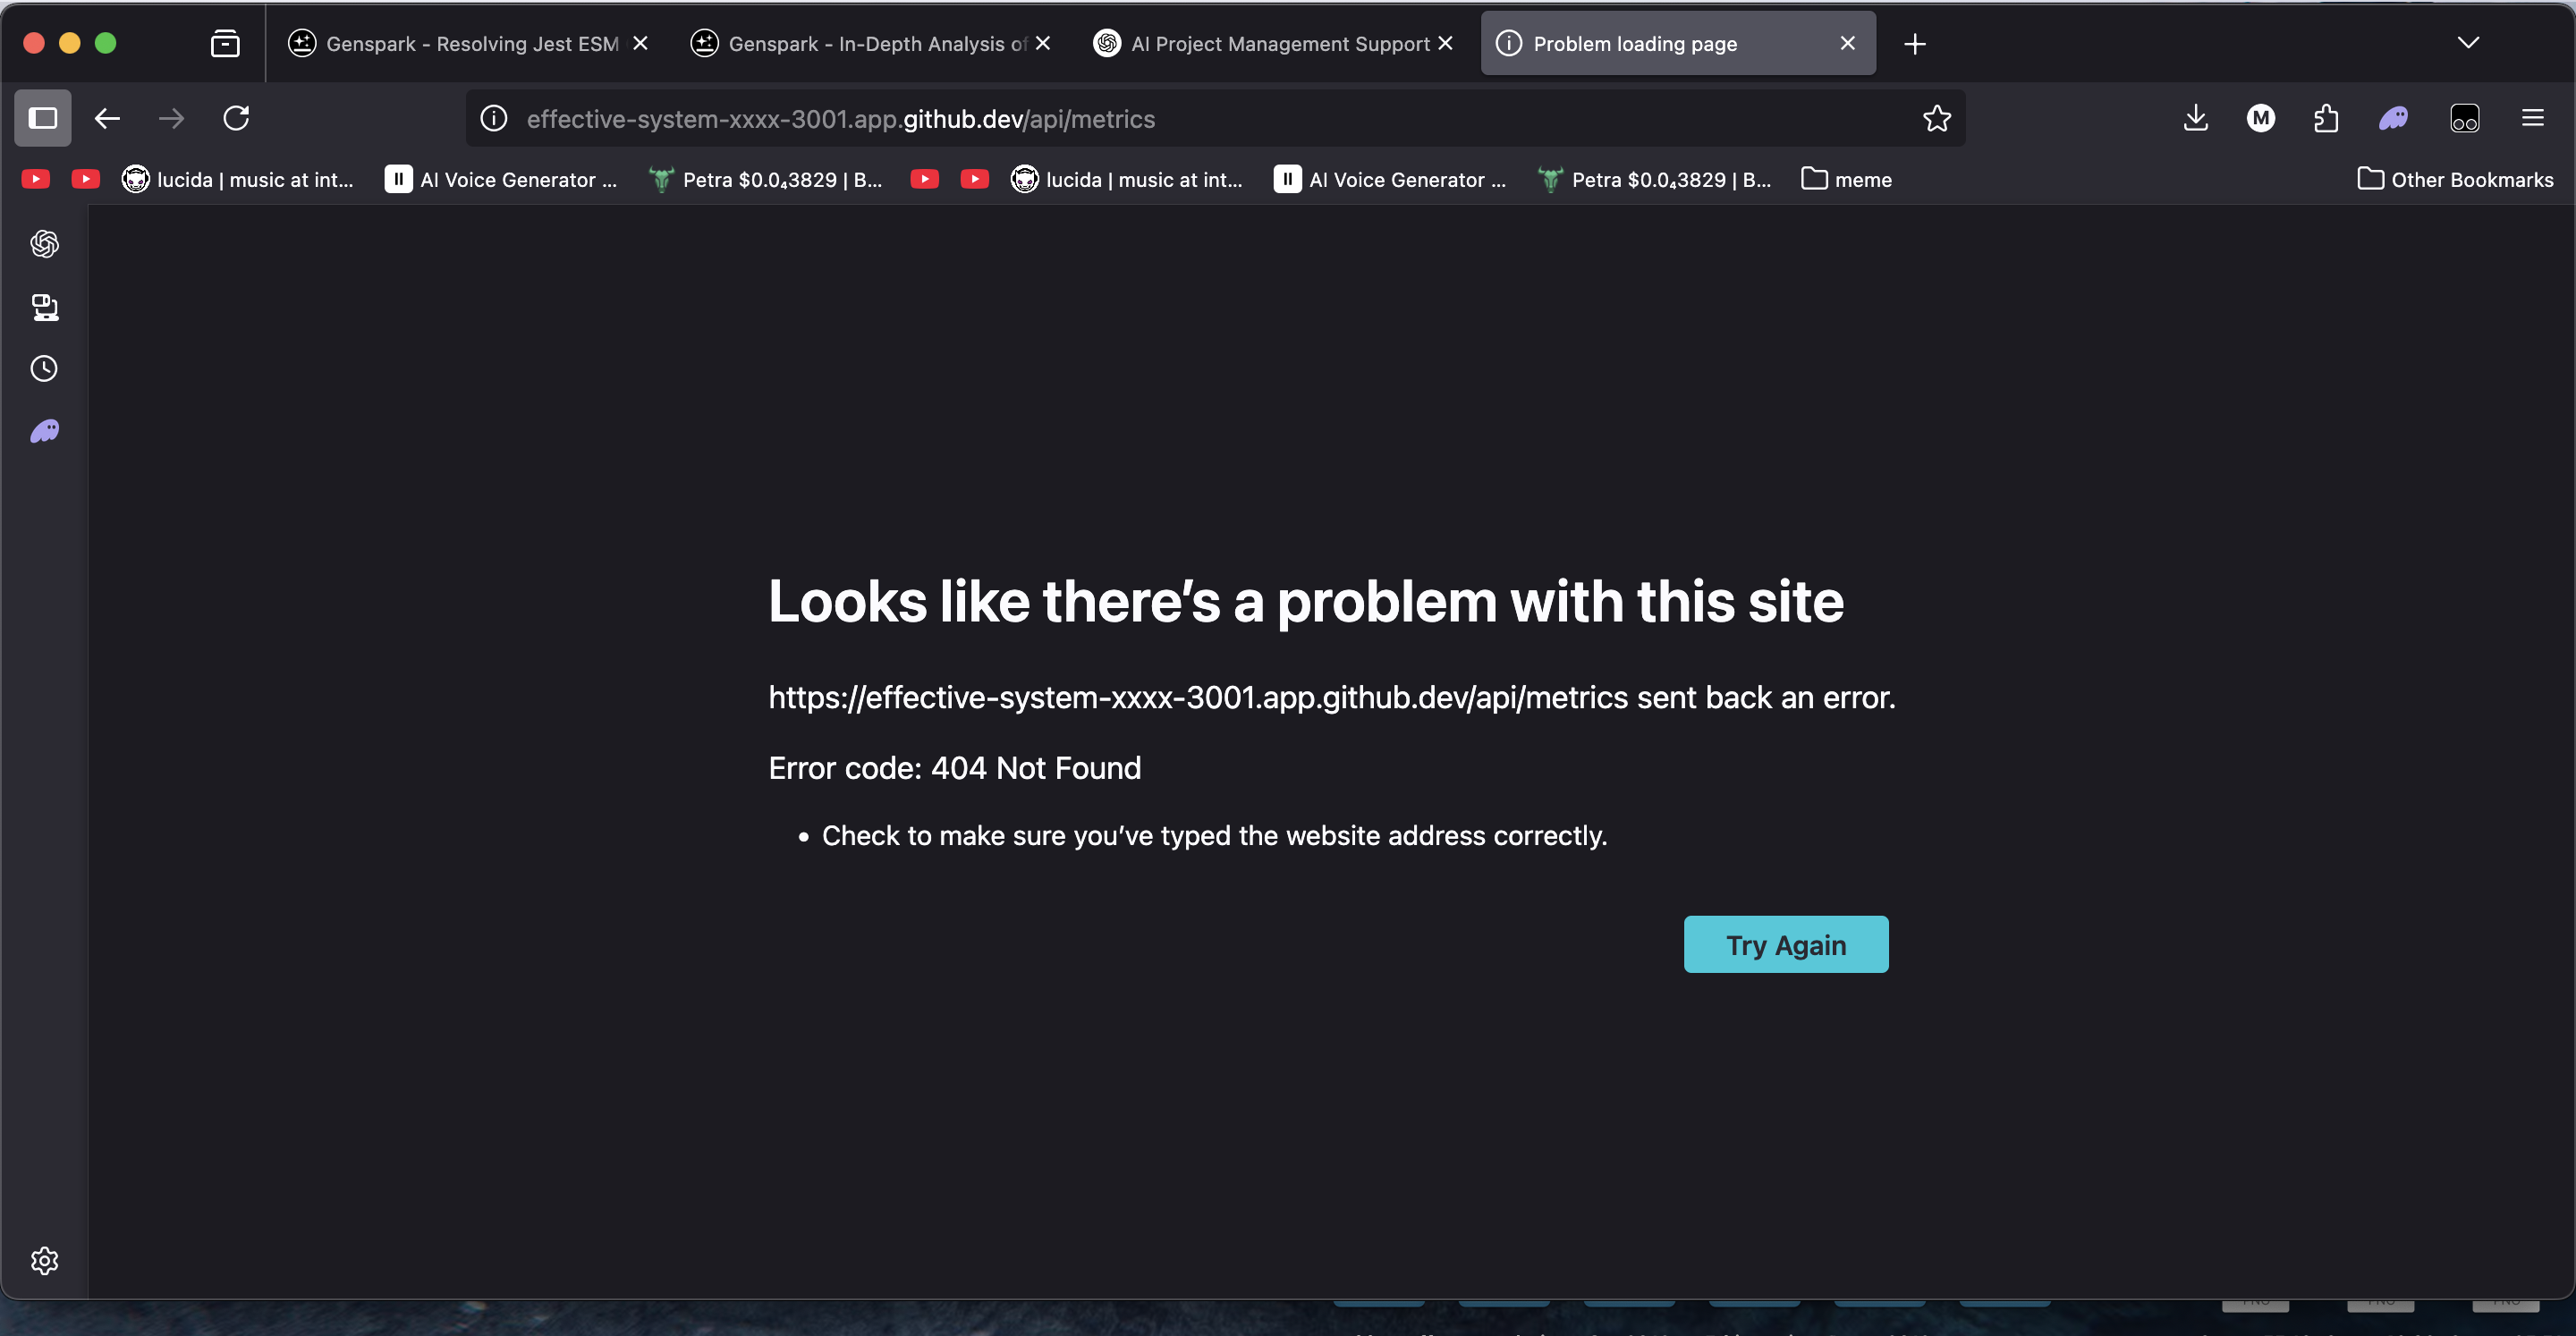 Genspark - Resolving Jest ESM
Genspark - In-Depth Analysis of
AI Project Management Support
Problem loading page
effective-system-xxxx-3001.app.github.dev/api/metrics
M
lucida | music at int...
AI Voice Generator ...
Petra $0.0₄3829 | B...
lucida | music at int...
AI Voice Generator ...
Petra $0.0₄3829 | B...
meme
Other Bookmarks
Looks like there’s a problem with this site
https://effective-system-xxxx-3001.app.github.dev/api/metrics sent back an error.
Error code: 404 Not Found
• Check to make sure you’ve typed the website address correctly.
Try Again